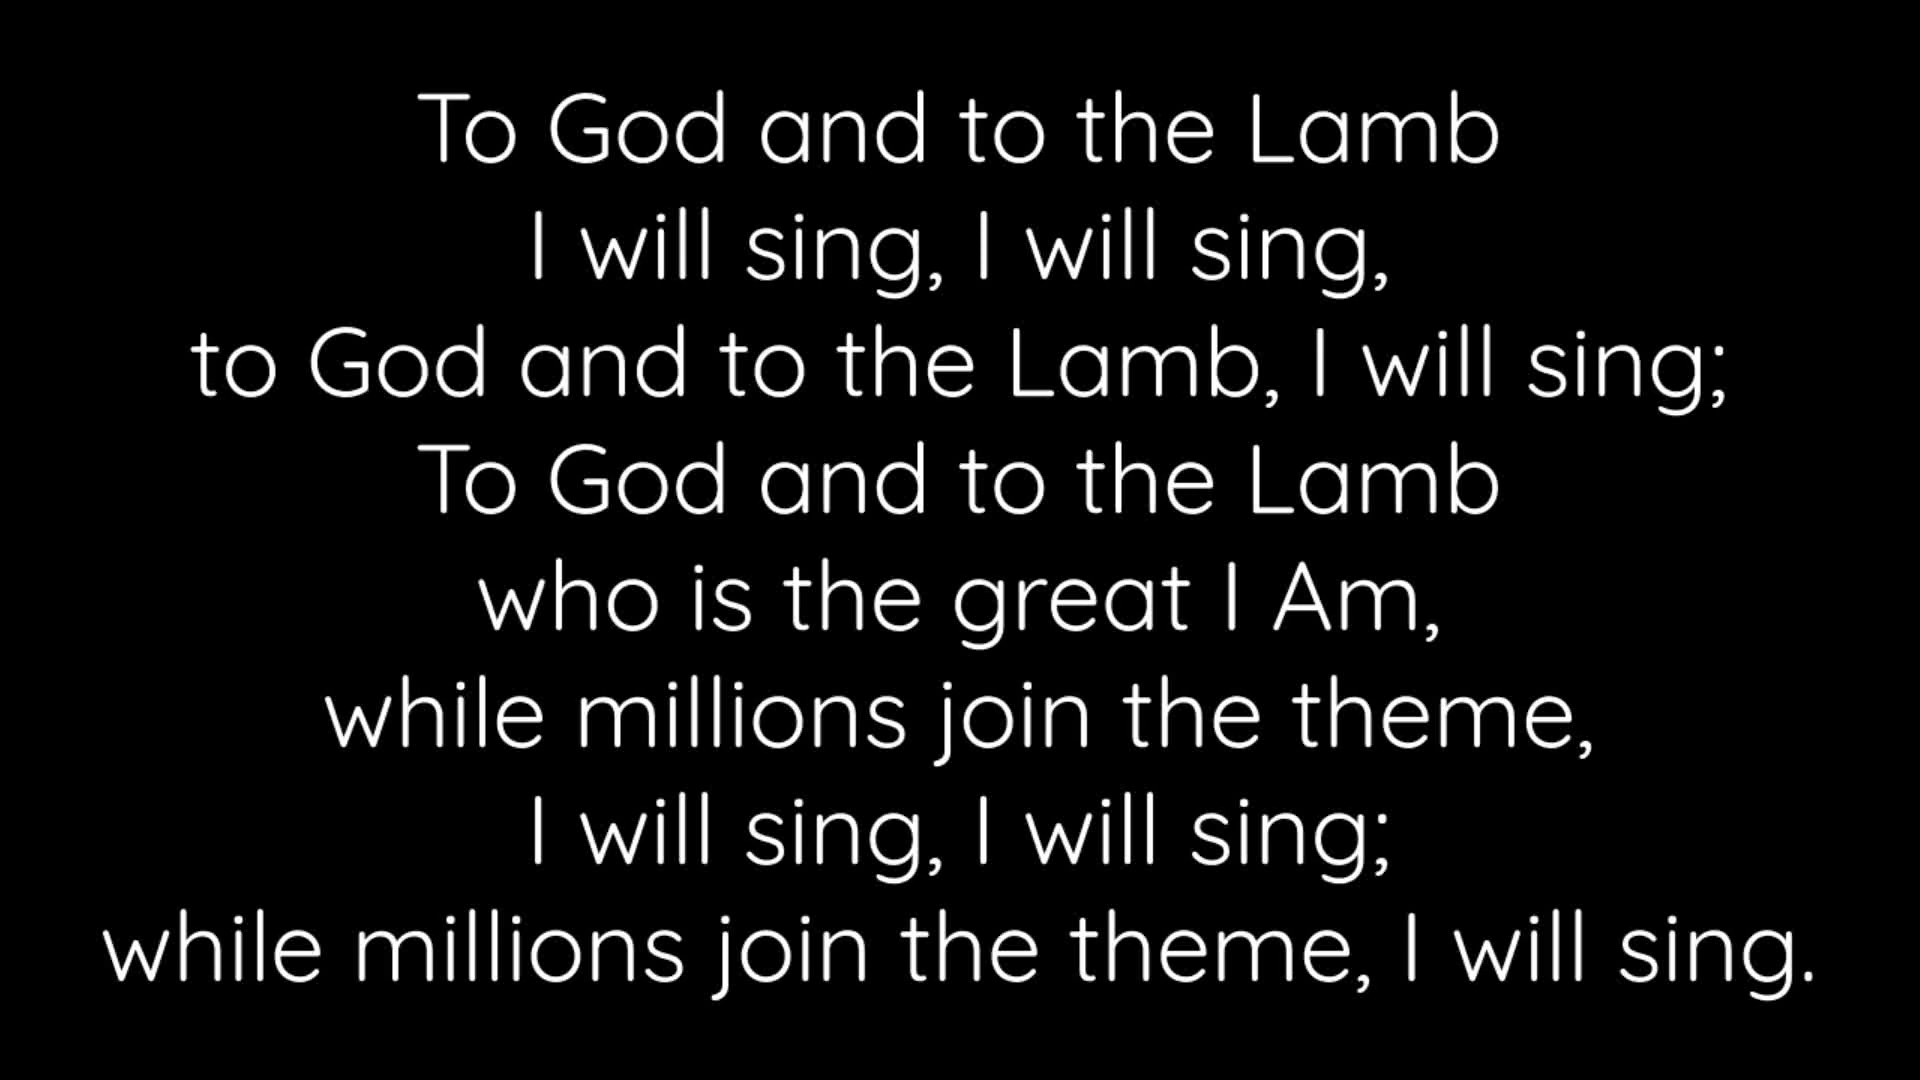 To God and to the Lamb
I will sing, I will sing,
to God and to the Lamb, I will sing;
To God and to the Lamb
who is the great I Am,
while millions join the theme,
I will sing, I will sing;
while millions join the theme, I will sing.